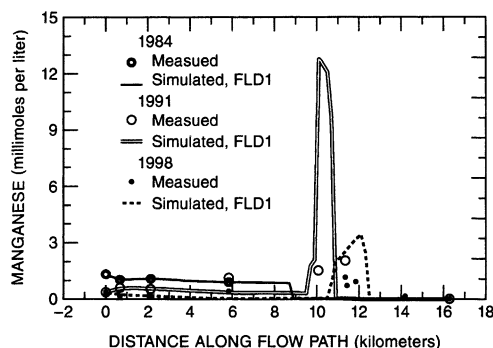 MANGANESE (millimoles per liter)
15
12
9
6
3
0
1984
Measued
Simulated, FLD1
1991
Measued
Simulated, FLD1
1998
Measued
Simulated, FLD1
−2 0 2 4 6 8 10 12 14 16 18
DISTANCE ALONG FLOW PATH (kilometers)